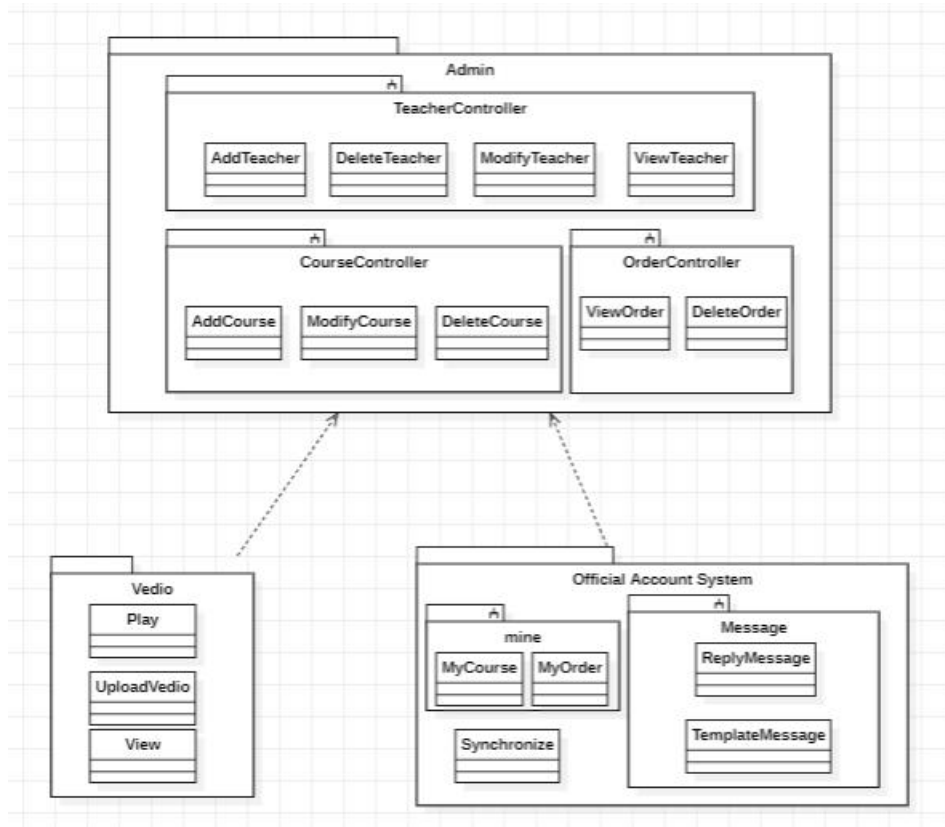 Admin
TeacherController
AddTeacher
DeleteTeacher
ModifyTeacher
ViewTeacher
CourseController
AddCourse
ModifyCourse
DeleteCourse
OrderController
ViewOrder
DeleteOrder
Vedio
Play
UploadVedio
View
Official Account System
mine
MyCourse
MyOrder
Synchronize
Message
ReplyMessage
TemplateMessage